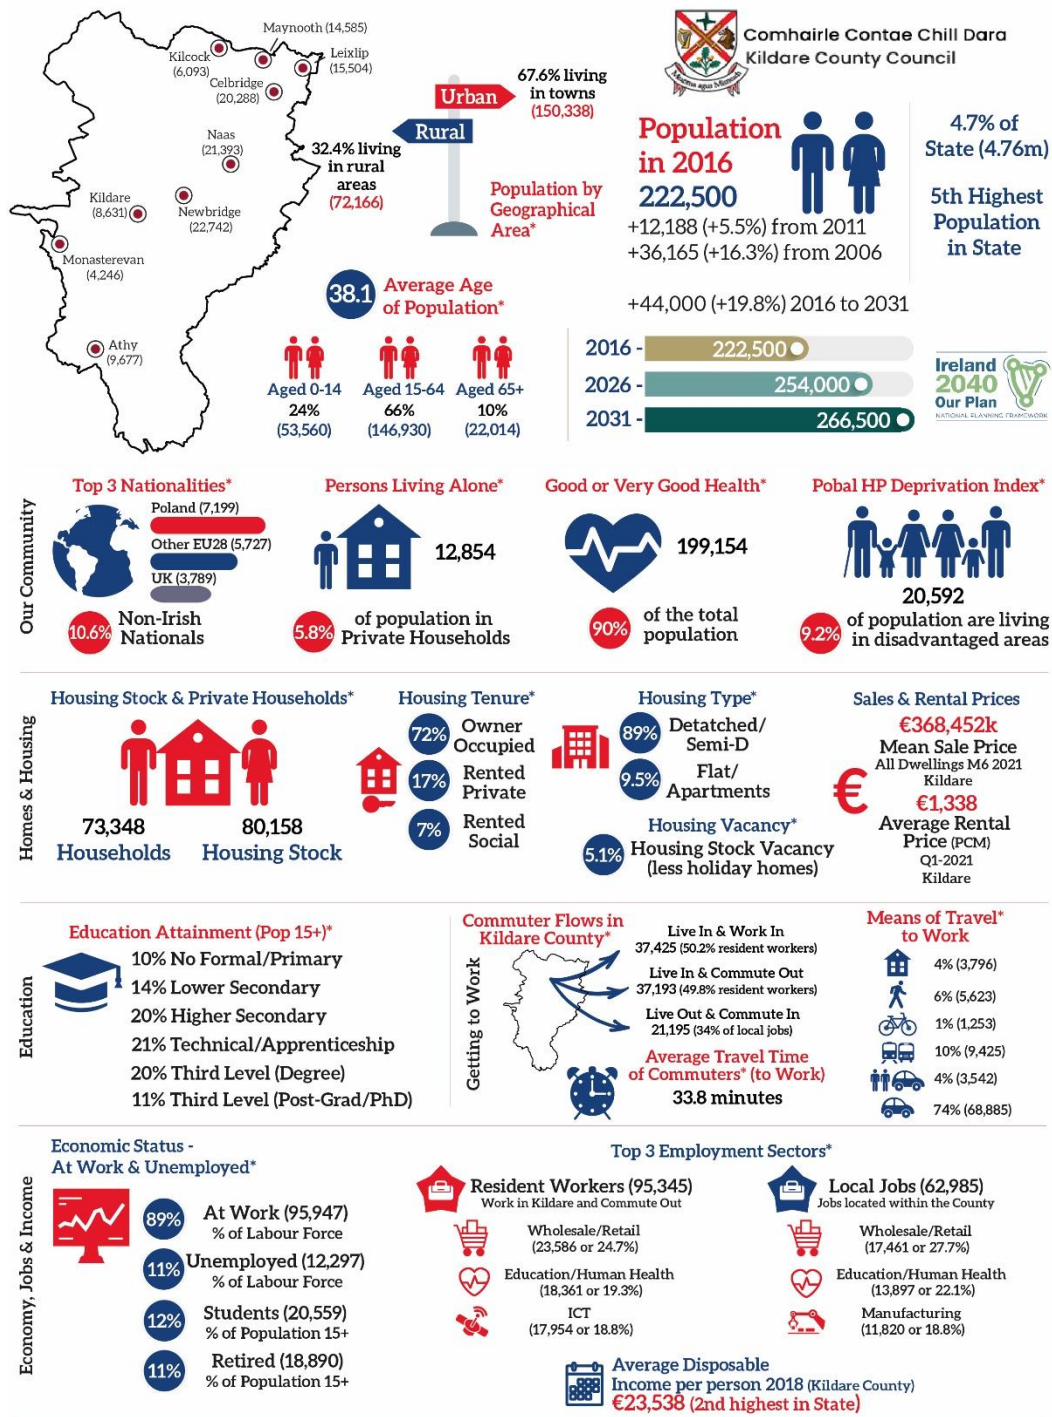 Maynooth (14,585)
Kilcock
(6,093)
Leixlip
(15,504)
Celbridge
(20,288)
Naas
(21,393)
Kildare
(8,631)
Newbridge
(22,742)
Monasterevan
(4,246)
Athy
(9,677)
67.6% living
in towns
(150,338)
Urban
Rural
32.4% living
in rural
areas
(72,166)
Population by
Geographical
Area*
38.1
Average Age
of Population*
Aged 0-14
24%
(53,560)
Aged 15-64
66%
(146,930)
Aged 65+
10%
(22,014)
Comhairle Contae Chill Dara
Kildare County Council
Population
in 2016
222,500
+12,188 (+5.5%) from 2011
+36,165 (+16.3%) from 2006
4.7% of
State (4.76m)
5th Highest
Population
in State
+44,000 (+19.8%) 2016 to 2031
2016 - 222,500
2026 - 254,000
2031 - 266,500
Ireland
2040
Our Plan
NATIONAL PLANNING FRAMEWORK
Our Community
Top 3 Nationalities*
Poland (7,199)
Other EU28 (5,727)
UK (3,789)
10.6%
Non-Irish
Nationals
Persons Living Alone*
12,854
5.8%
of population in
Private Households
Good or Very Good Health*
199,154
90%
of the total
population
Pobal HP Deprivation Index*
20,592
9.2%
of population are living
in disadvantaged areas
Homes & Housing
Housing Stock & Private Households*
73,348
Households
80,158
Housing Stock
Housing Tenure*
72%
Owner
Occupied
17%
Rented
Private
7%
Rented
Social
Housing Type*
89%
Detatched/
Semi-D
9.5%
Flat/
Apartments
Housing Vacancy*
5.1%
Housing Stock Vacancy
(less holiday homes)
Sales & Rental Prices
€
€368,452k
Mean Sale Price
All Dwellings M6 2021
Kildare
€1,338
Average Rental
Price (PCM)
Q1-2021
Kildare
Education
Education Attainment (Pop 15+)*
10% No Formal/Primary
14% Lower Secondary
20% Higher Secondary
21% Technical/Apprenticeship
20% Third Level (Degree)
11% Third Level (Post-Grad/PhD)
Getting to Work
Commuter Flows in
Kildare County*
Live In & Work In
37,425 (50.2% resident workers)
Live In & Commute Out
37,193 (49.8% resident workers)
Live Out & Commute In
21,195 (34% of local jobs)
Average Travel Time
of Commuters* (to Work)
33.8 minutes
Means of Travel*
to Work
4% (3,796)
6% (5,623)
1% (1,253)
10% (9,425)
4% (3,542)
74% (68,885)
Economy, Jobs & Income
Economic Status -
At Work & Unemployed*
89%
At Work (95,947)
% of Labour Force
11%
Unemployed (12,297)
% of Labour Force
12%
Students (20,559)
% of Population 15+
11%
Retired (18,890)
% of Population 15+
Top 3 Employment Sectors*
Resident Workers (95,345)
Work in Kildare and Commute Out
Wholesale/Retail
(23,586 or 24.7%)
Education/Human Health
(18,361 or 19.3%)
ICT
(17,954 or 18.8%)
Local Jobs (62,985)
Jobs located within the County
Wholesale/Retail
(17,461 or 27.7%)
Education/Human Health
(13,897 or 22.1%)
Manufacturing
(11,820 or 18.8%)
Average Disposable
Income per person 2018 (Kildare County)
€23,538 (2nd highest in State)